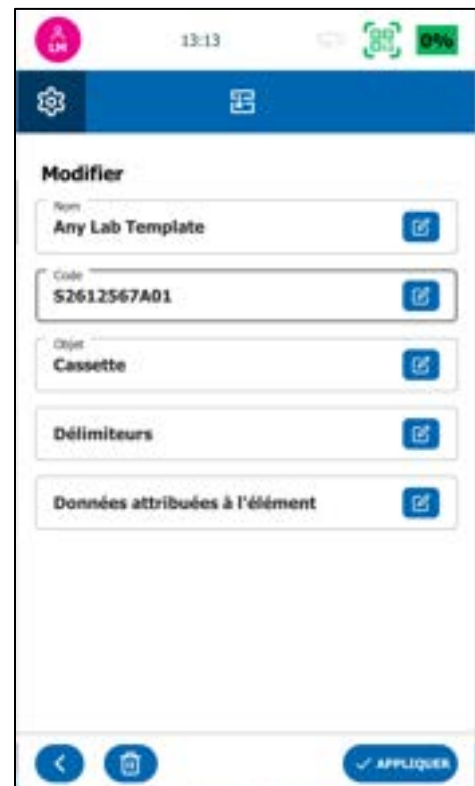 LM
13:13
0%
Modifier
Nom
Any Lab Template
Code
S2612567A01
Objet
Cassette
Délimiteurs
Données attribuées à l'élément
APPLIQUER